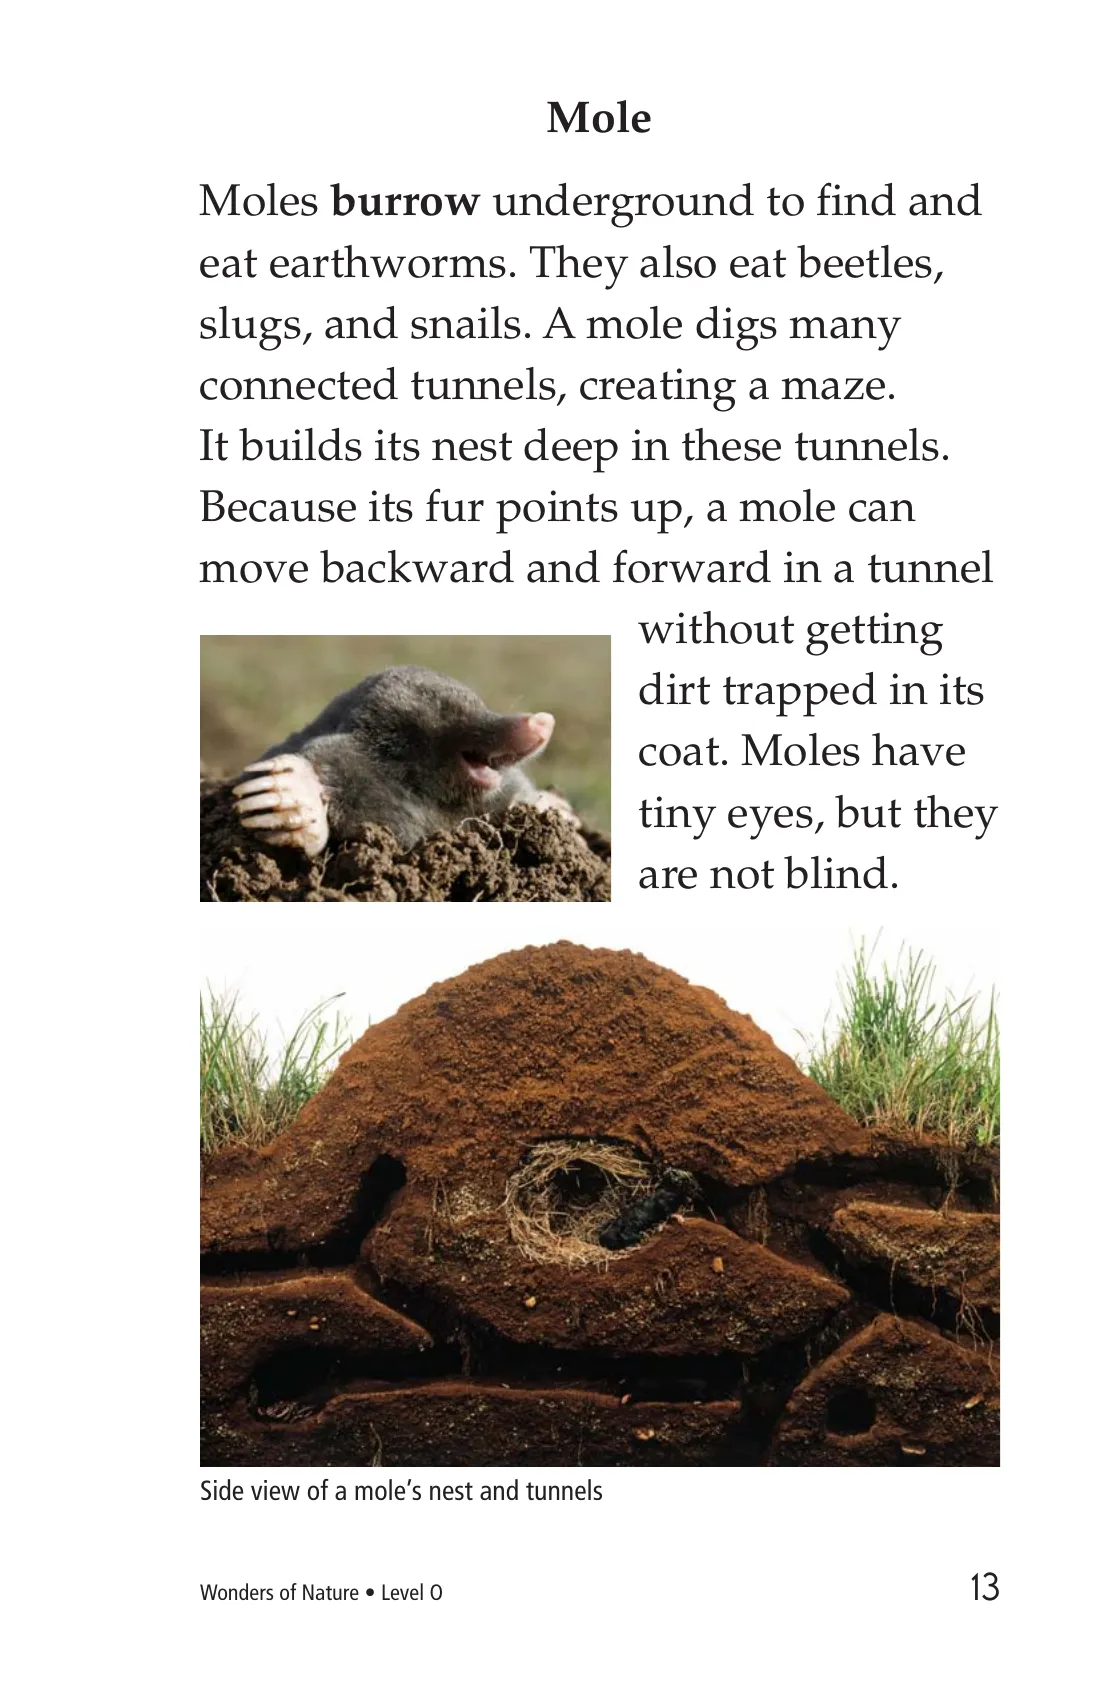 Mole
Moles burrow underground to find and
eat earthworms. They also eat beetles,
slugs, and snails. A mole digs many
connected tunnels, creating a maze.
It builds its nest deep in these tunnels.
Because its fur points up, a mole can
move backward and forward in a tunnel
without getting
dirt trapped in its
coat. Moles have
tiny eyes, but they
are not blind.
Side view of a mole’s nest and tunnels
Wonders of Nature • Level O
13